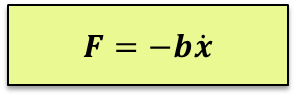 F = −bẋ